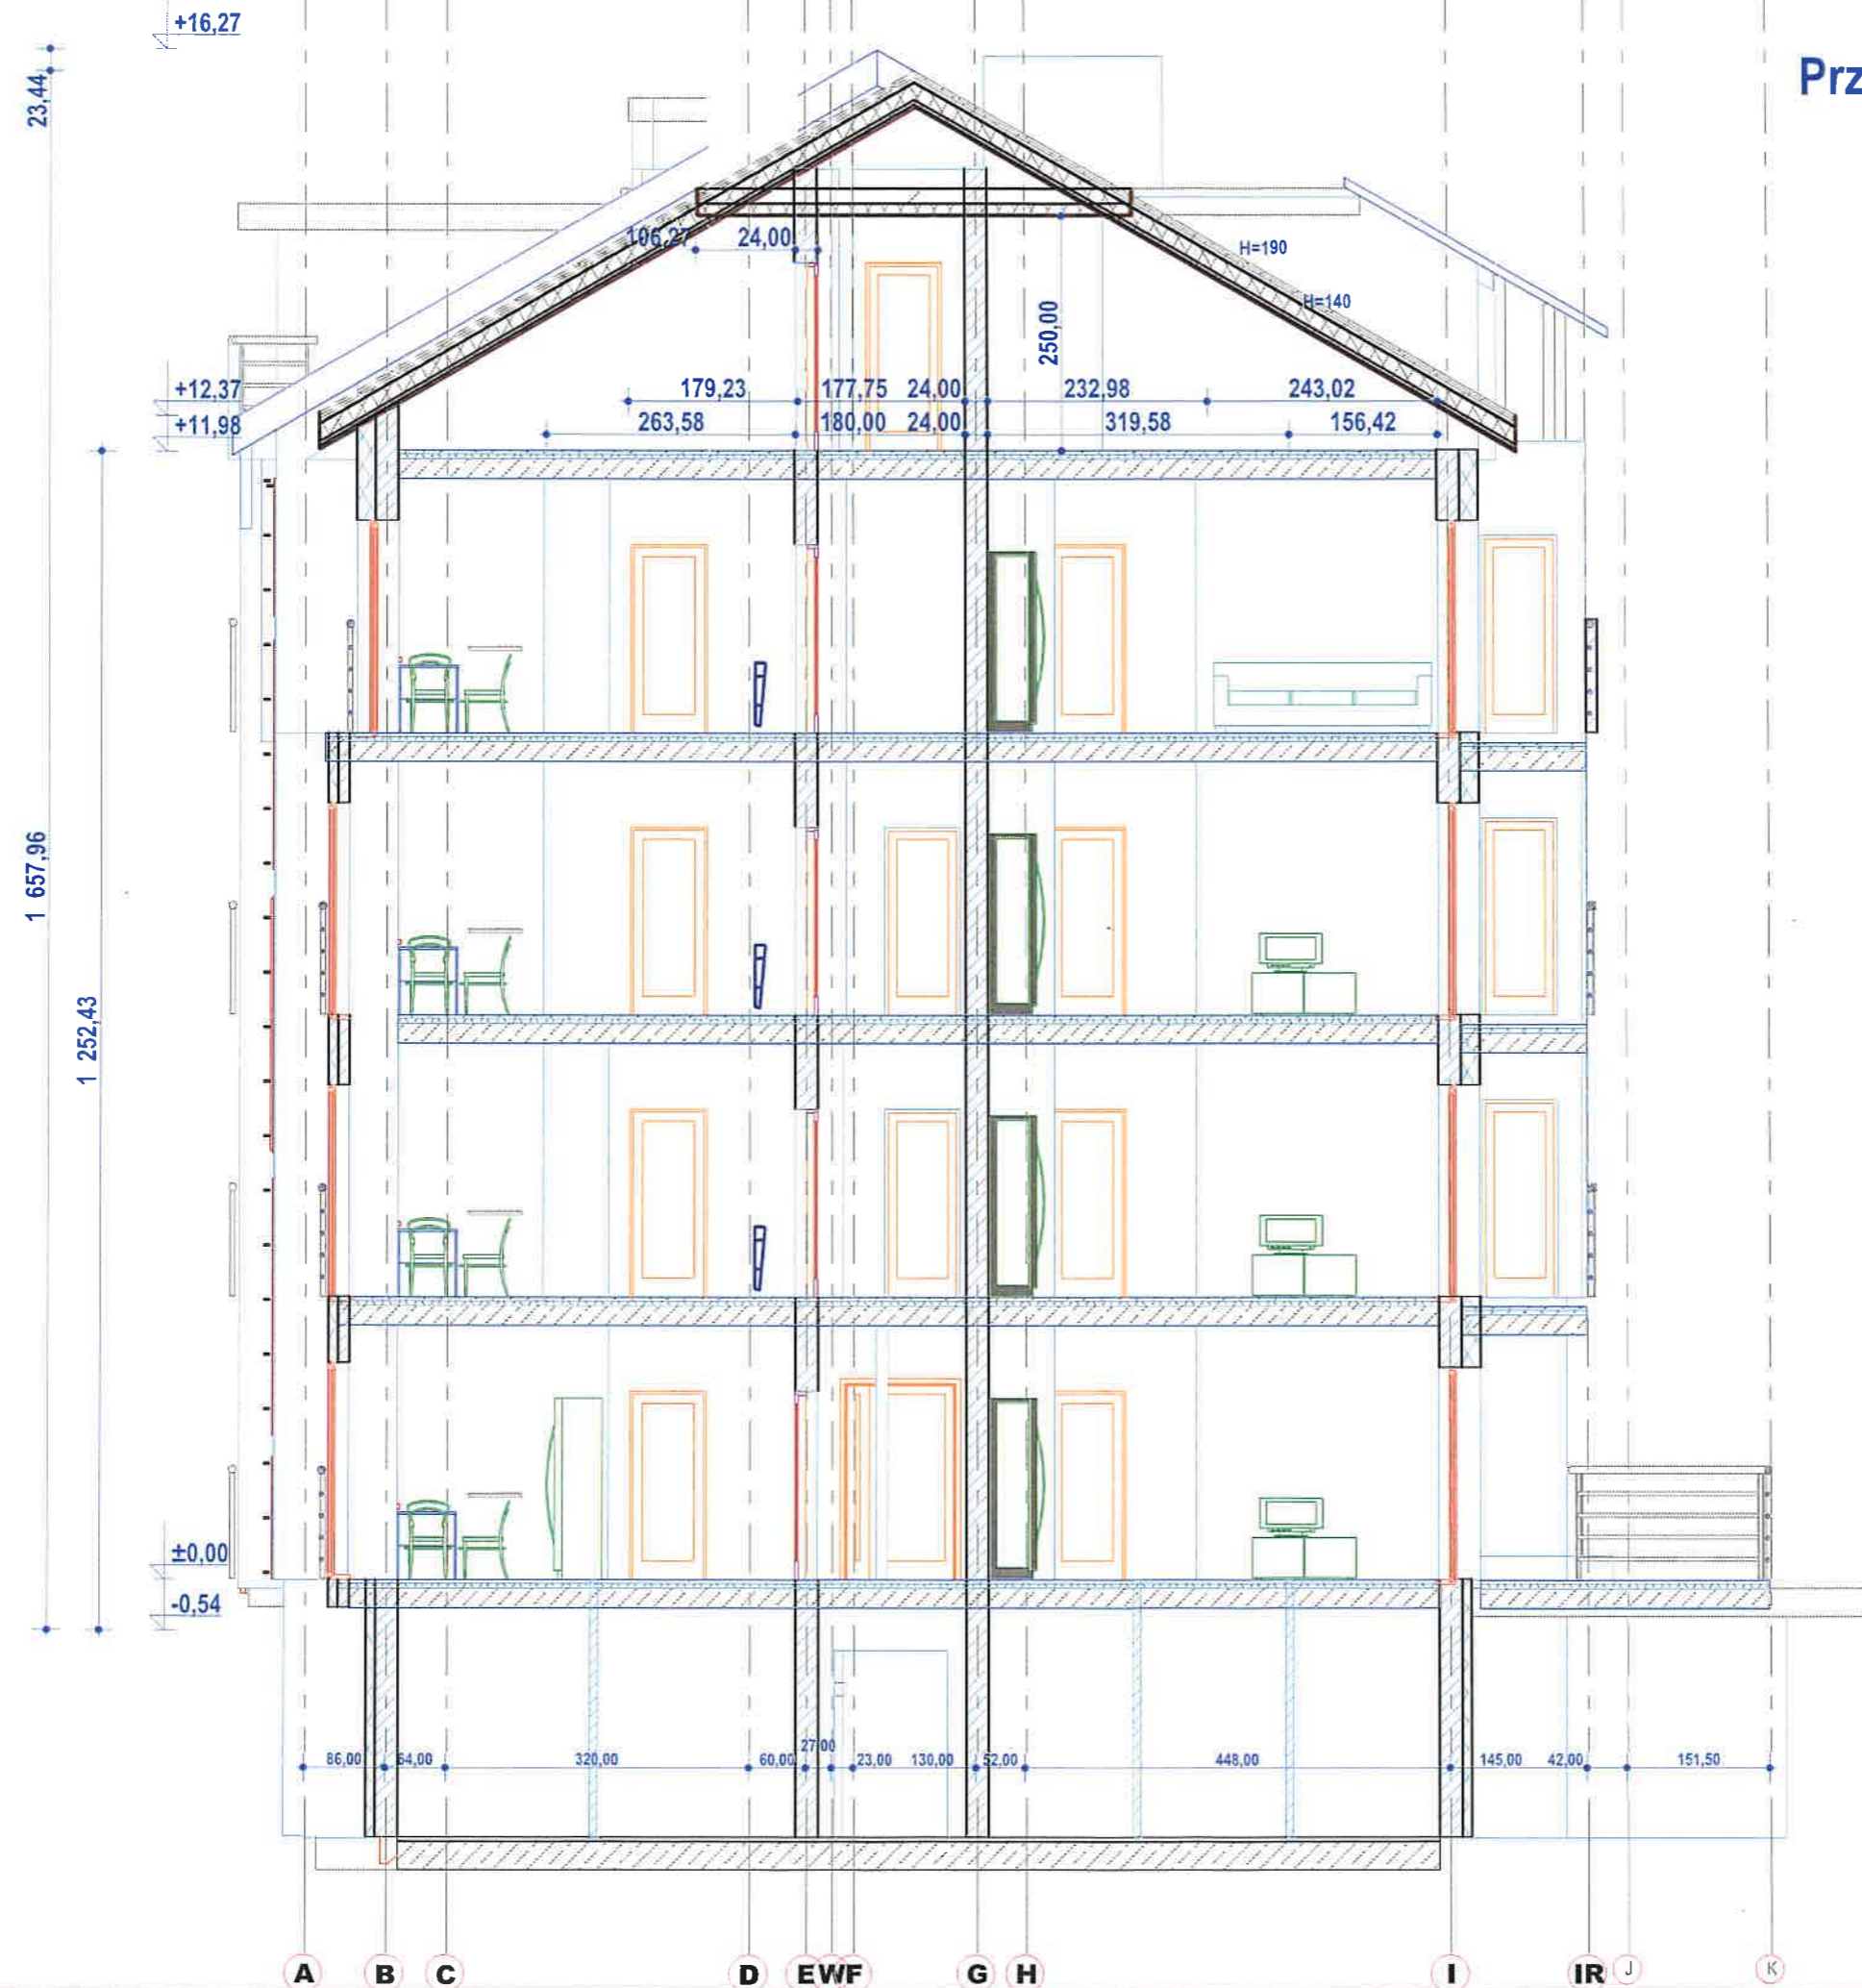 +16,27
Prz
23,44
106,27 24,00
H=190
H=140
250,00
+12,37
179,23 177,75 24,00 232,98 243,02
+11,98
263,58 180,00 24,00 319,58 156,42
1 657,96
1 252,43
±0,00
-0,54
86,00 64,00 320,00 60,00 27,00 23,00 130,00 52,00 448,00 145,00 42,00 151,50
A B C D E W F G H I IR J K